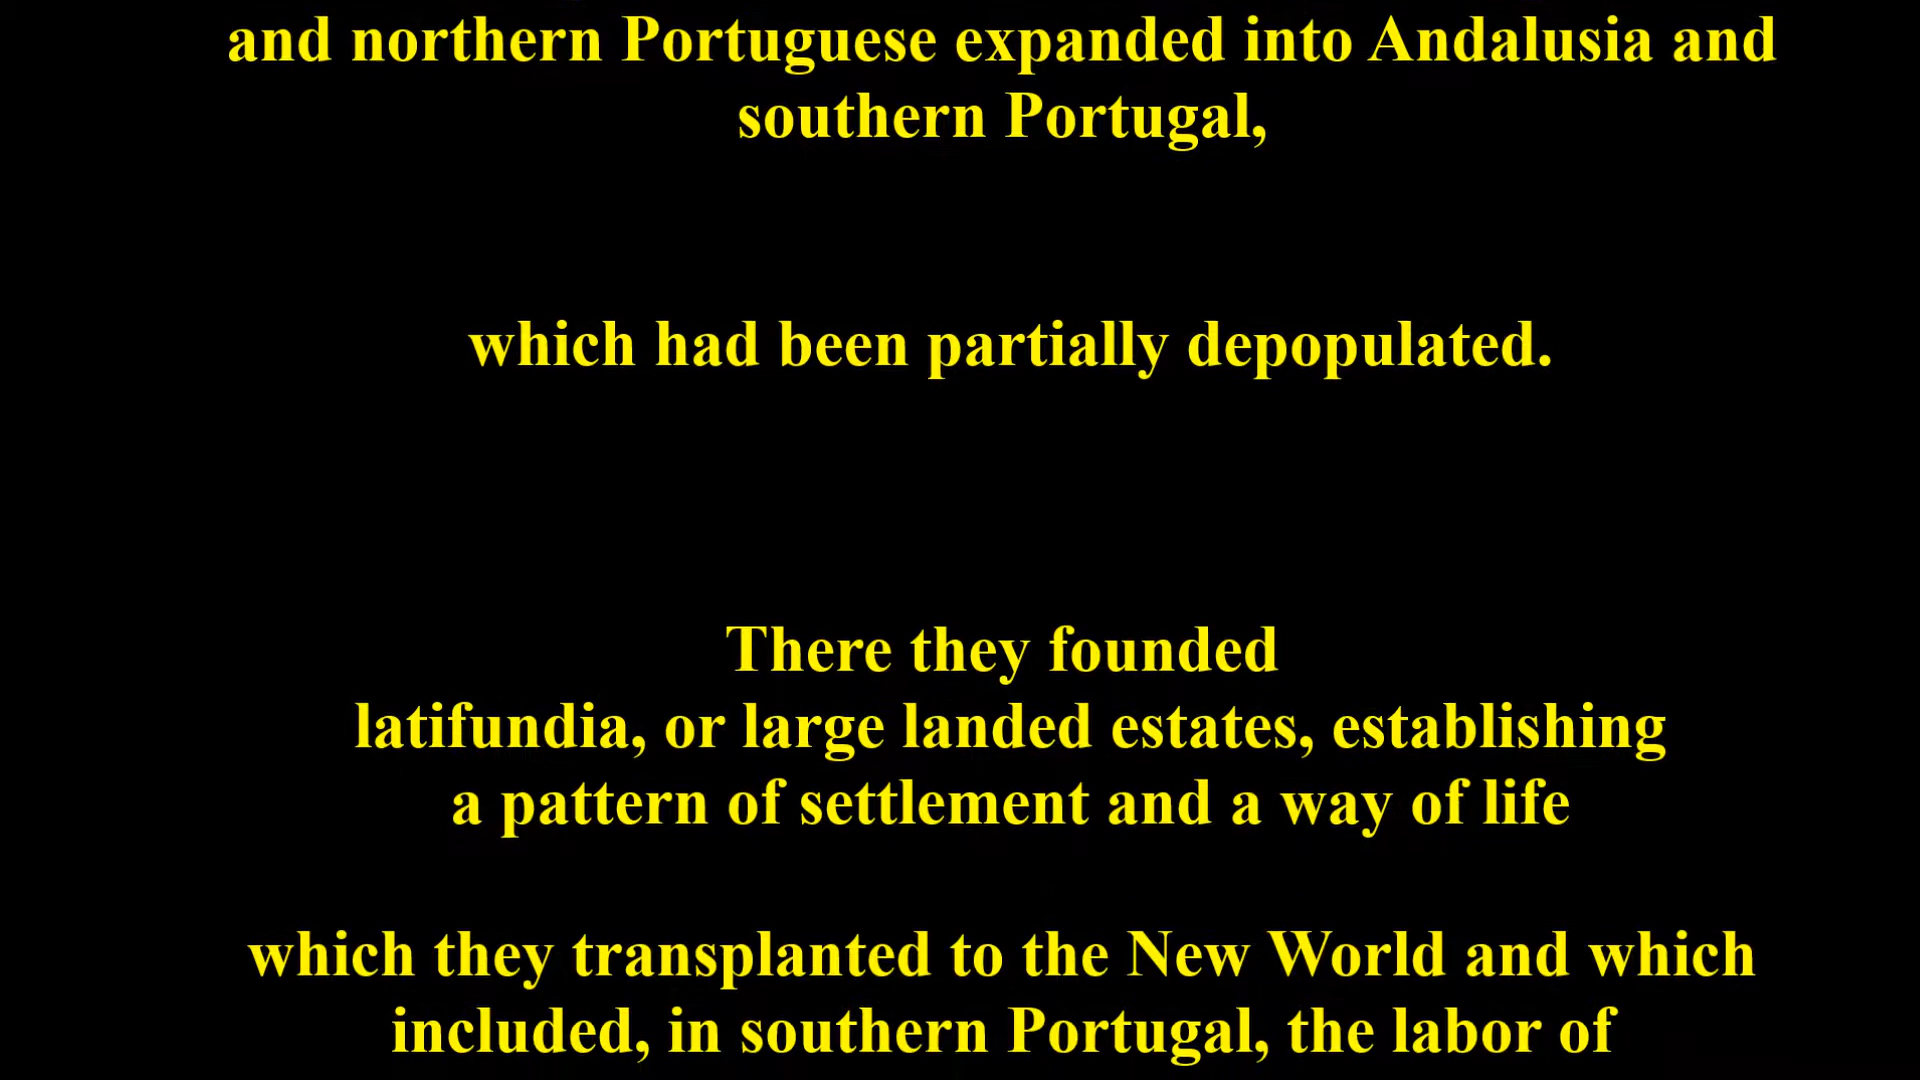 and northern Portuguese expanded into Andalusia and
southern Portugal,
which had been partially depopulated.
There they founded
latifundia, or large landed estates, establishing
a pattern of settlement and a way of life
which they transplanted to the New World and which
included, in southern Portugal, the labor of